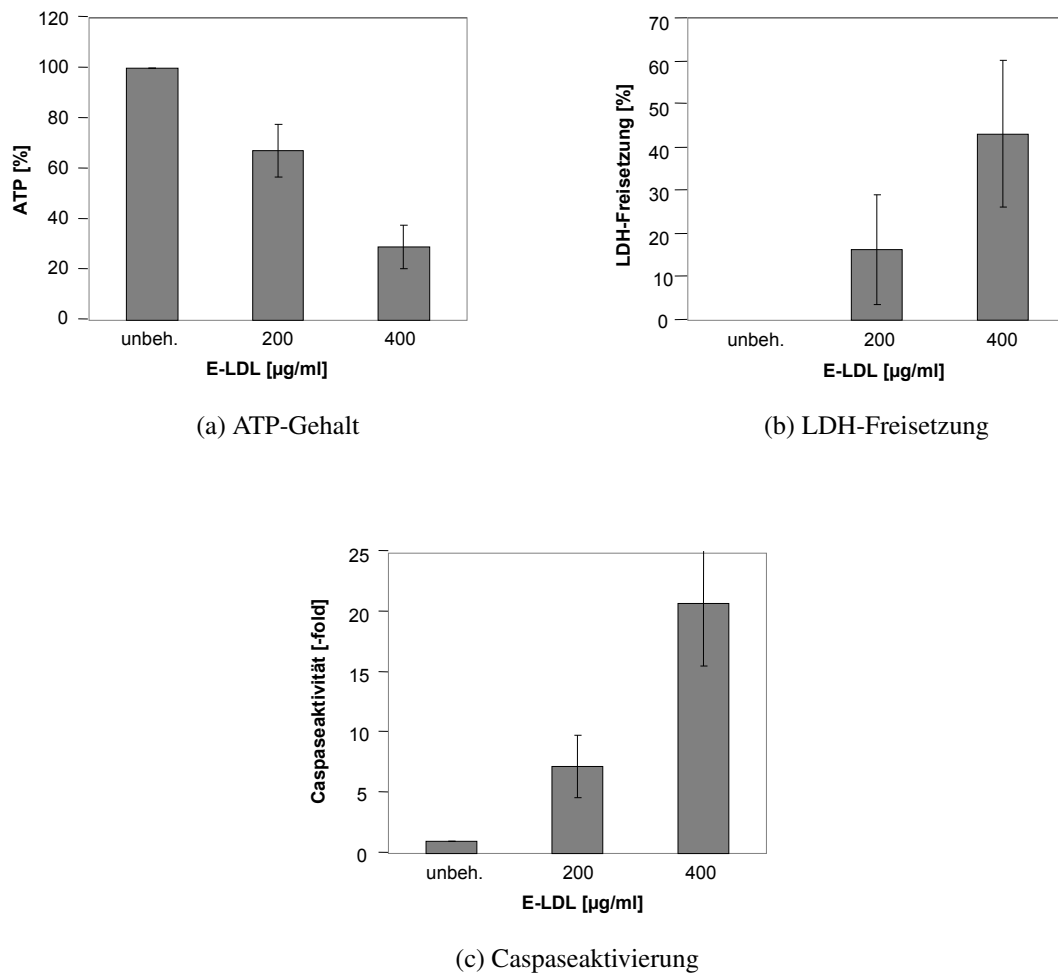 ATP [%]
120
100
80
60
40
20
0
unbeh. 200 400
E-LDL [µg/ml]
(a) ATP-Gehalt
LDH-Freisetzung [%]
70
60
50
40
30
20
10
0
unbeh. 200 400
E-LDL [µg/ml]
(b) LDH-Freisetzung
Caspaseaktivität [-fold]
25
20
15
10
5
0
unbeh. 200 400
E-LDL [µg/ml]
(c) Caspaseaktivierung